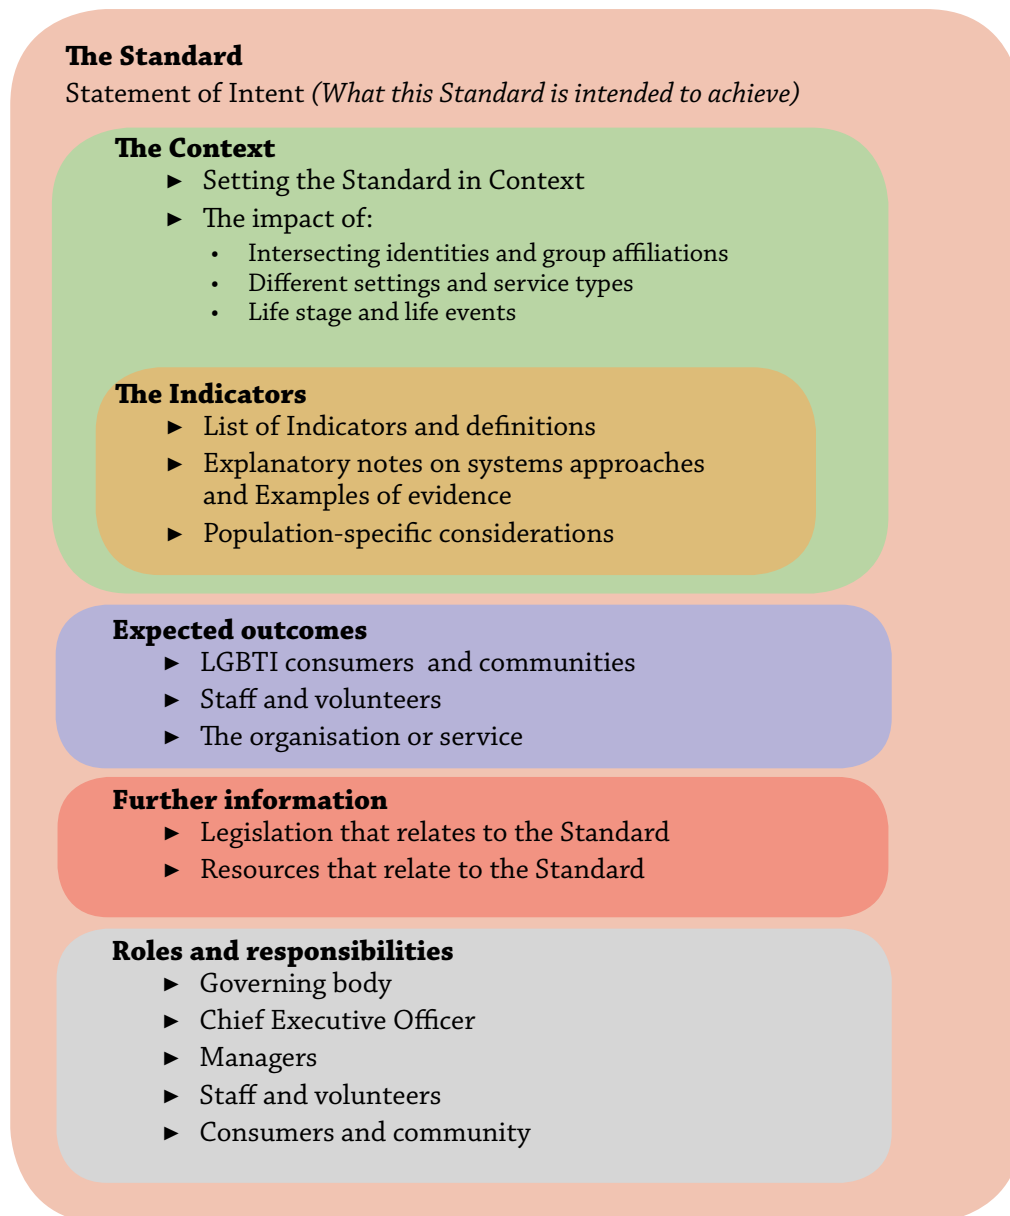 The Standard
Statement of Intent (What this Standard is intended to achieve)
The Context
► Setting the Standard in Context
► The impact of:
• Intersecting identities and group affiliations
• Different settings and service types
• Life stage and life events
The Indicators
► List of Indicators and definitions
► Explanatory notes on systems approaches
and Examples of evidence
► Population-specific considerations
Expected outcomes
► LGBTI consumers and communities
► Staff and volunteers
► The organisation or service
Further information
► Legislation that relates to the Standard
► Resources that relate to the Standard
Roles and responsibilities
► Governing body
► Chief Executive Officer
► Managers
► Staff and volunteers
► Consumers and community